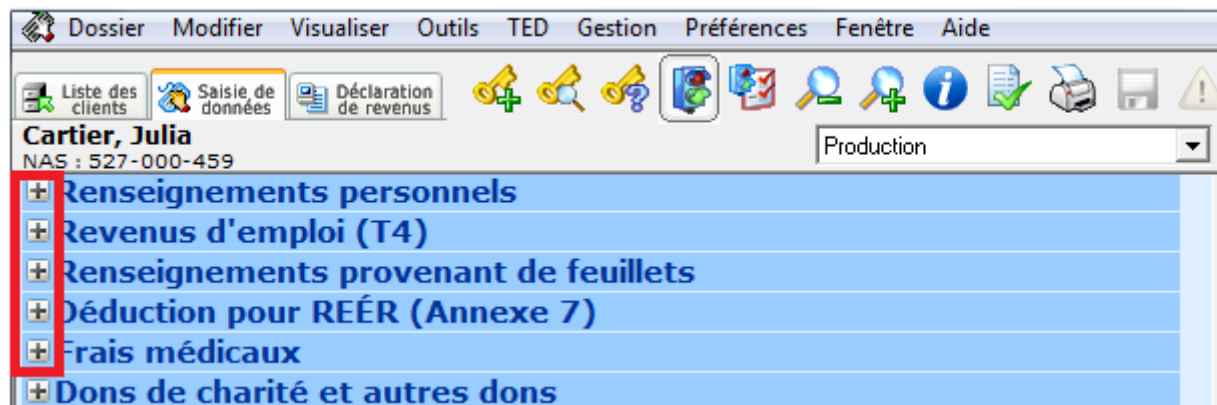 Dossier Modifier Visualiser Outils TED Gestion Préférences Fenêtre Aide
Liste des clients Saisie de données Déclaration de revenus
Cartier, Julia
NAS : 527-000-459
Production
Renseignements personnels
Revenus d'emploi (T4)
Renseignements provenant de feuillets
Déduction pour REÉR (Annexe 7)
Frais médicaux
Dons de charité et autres dons